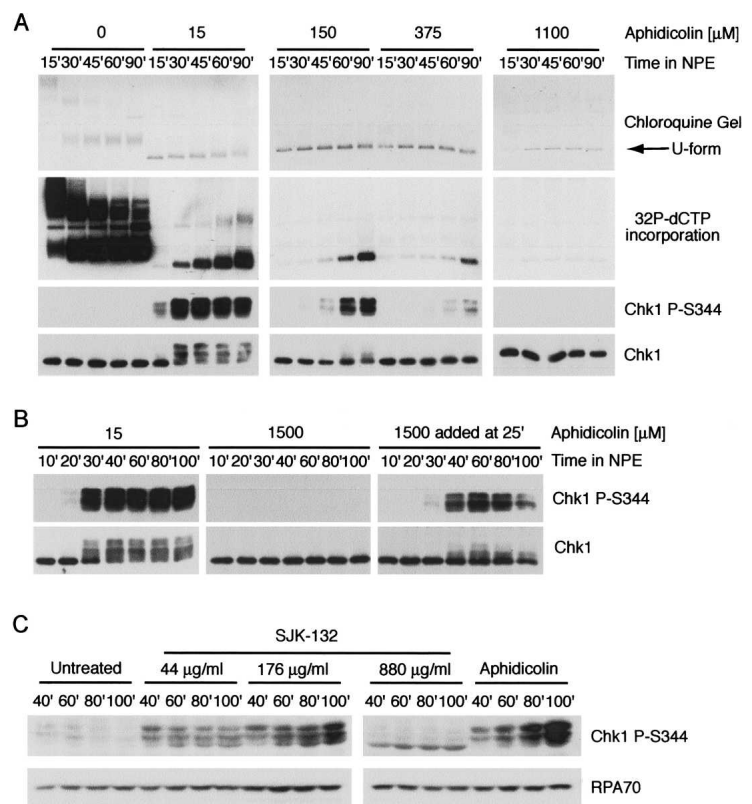 A
0 15 150 375 1100 Aphidicolin [µM]
15'30'45'60'90' 15'30'45'60'90' 15'30'45'60'90' 15'30'45'60'90' 15'30'45'60'90' Time in NPE
Chloroquine Gel
U-form
32P-dCTP
incorporation
Chk1 P-S344
Chk1
B
15 1500 1500 added at 25' Aphidicolin [µM]
10'20'30'40'60'80'100' 10'20'30'40'60'80'100' 10'20'30'40'60'80'100' Time in NPE
Chk1 P-S344
Chk1
C
SJK-132
Untreated 44 µg/ml 176 µg/ml 880 µg/ml Aphidicolin
40' 60' 80'100' 40' 60' 80'100' 40' 60' 80'100' 40' 60' 80'100' 40' 60' 80'100'
Chk1 P-S344
RPA70